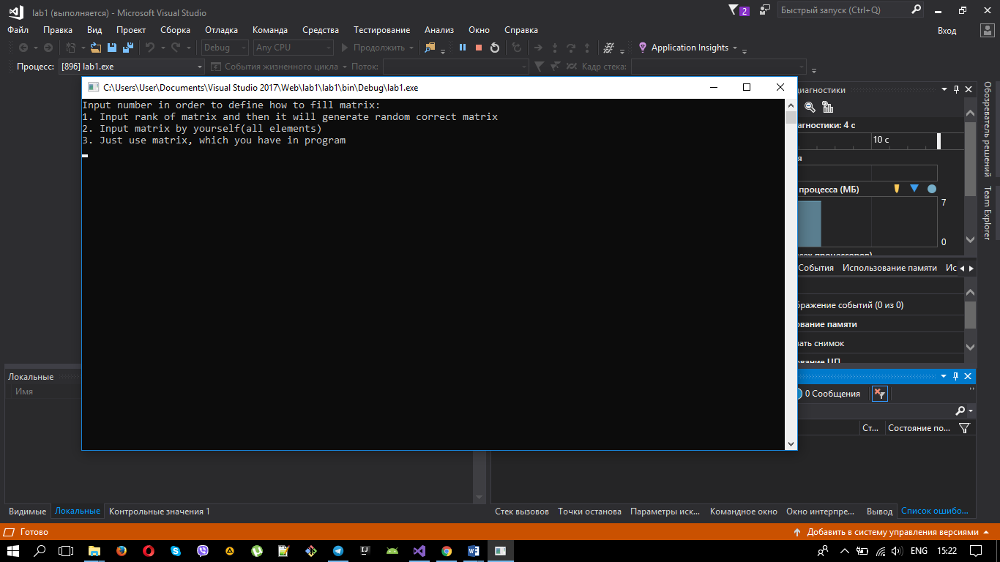 lab1 (выполняется) - Microsoft Visual Studio
2
Быстрый запуск (Ctrl+Q)
Файл Правка Вид Проект Сборка Отладка Команда Средства Тестирование Анализ Окно Справка
Вход
Debug Any CPU Продолжить Application Insights
Процесс: [896] lab1.exe События жизненного цикла Поток: Кадр стека:
C:\Users\User\Documents\Visual Studio 2017\Web\lab1\lab1\bin\Debug\lab1.exe
Input number in order to define how to fill matrix:
1. Input rank of matrix and then it will generate random correct matrix
2. Input matrix by yourself(all elements)
3. Just use matrix, which you have in program
диагностики
агностики: 4 с
10 с
я
процесса (МБ)
7
0
сах процессоров)
События Использование памяти Ис
бражение событий (0 из 0)
ование памяти
ать снимок
ование ЦП
Обозреватель решений
Team Explorer
Локальные
Имя
0 Сообщения
Ст... Состояние по...
Видимые Локальные Контрольные значения 1
Стек вызовов Точки останова Параметры иск... Командное окно Окно интерпре... Вывод Список ошибо...
Готово
Добавить в систему управления версиями
ENG 15:22